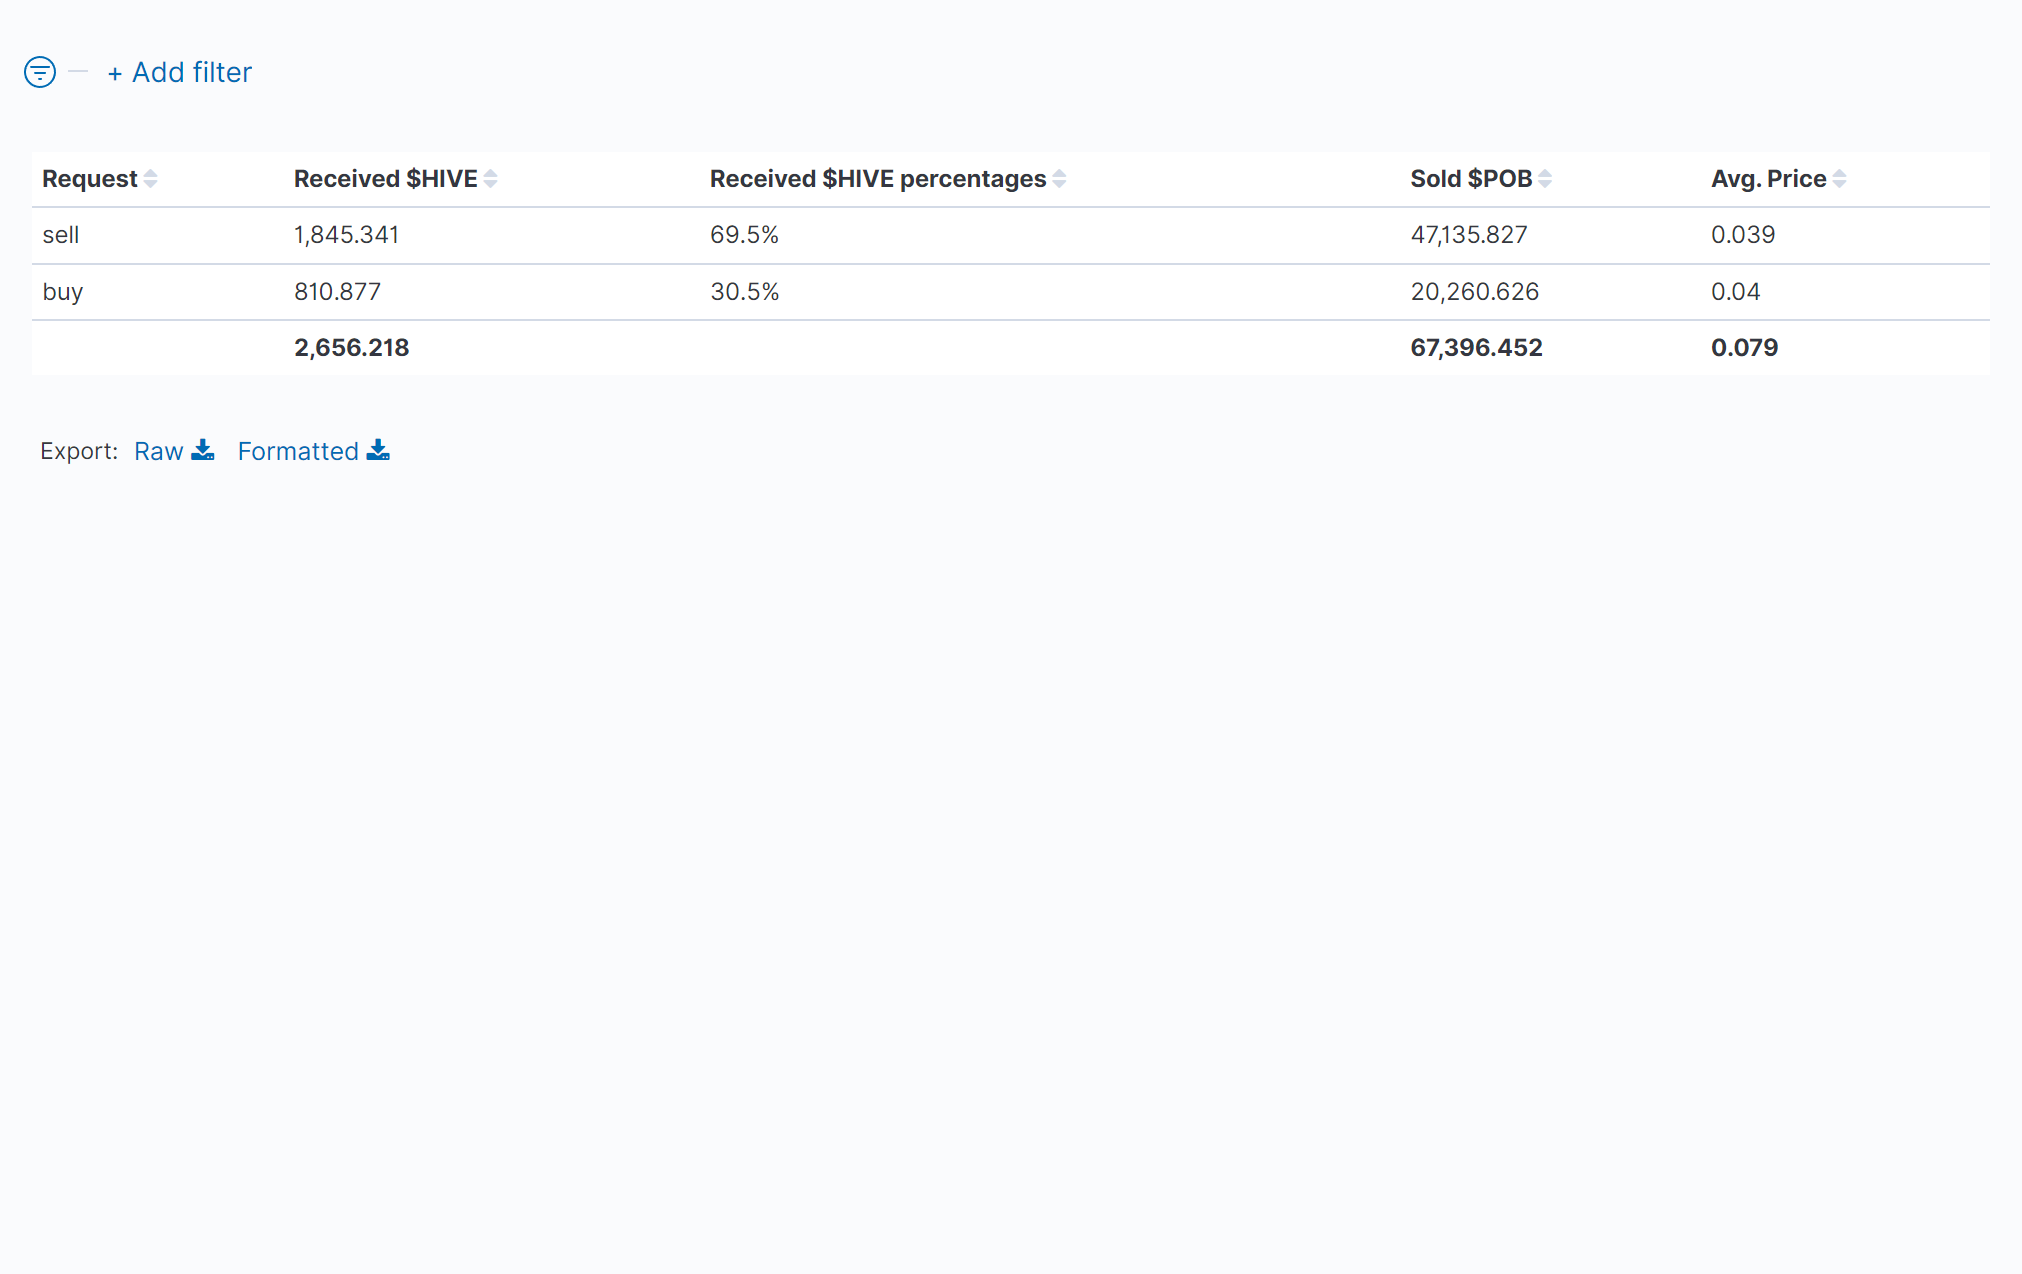 + Add filter
Request Received $HIVE Received $HIVE percentages Sold $POB Avg. Price
sell 1,845.341 69.5% 47,135.827 0.039
buy 810.877 30.5% 20,260.626 0.04
2,656.218 67,396.452 0.079
Export: Raw Formatted